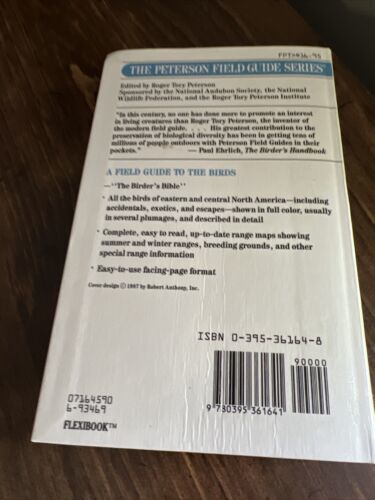 FPT>$16.95
THE PETERSON FIELD GUIDE SERIES®
Edited by Roger Tory Peterson
Sponsored by the National Audubon Society, the National
Wildlife Federation, and the Roger Tory Peterson Institute
"In this century, no one has done more to promote an interest
in living creatures than Roger Tory Peterson, the inventor of
the modern field guide. . . . His greatest contribution to the
preservation of biological diversity has been in getting tens of
millions of people outdoors with Peterson Field Guides in their
pockets." — Paul Ehrlich, The Birder's Handbook
A FIELD GUIDE TO THE BIRDS
—"The Birder's Bible"
• All the birds of eastern and central North America—including
accidentals, exotics, and escapes—shown in full color, usually
in several plumages, and described in detail
• Complete, easy to read, up-to-date range maps showing
summer and winter ranges, breeding grounds, and other
special range information
• Easy-to-use facing-page format
Cover design © 1987 by Robert Anthony, Inc.
ISBN 0-395-36164-8
90000
9 780395 361641
07164590
6-93469
FLEXIBOOK™